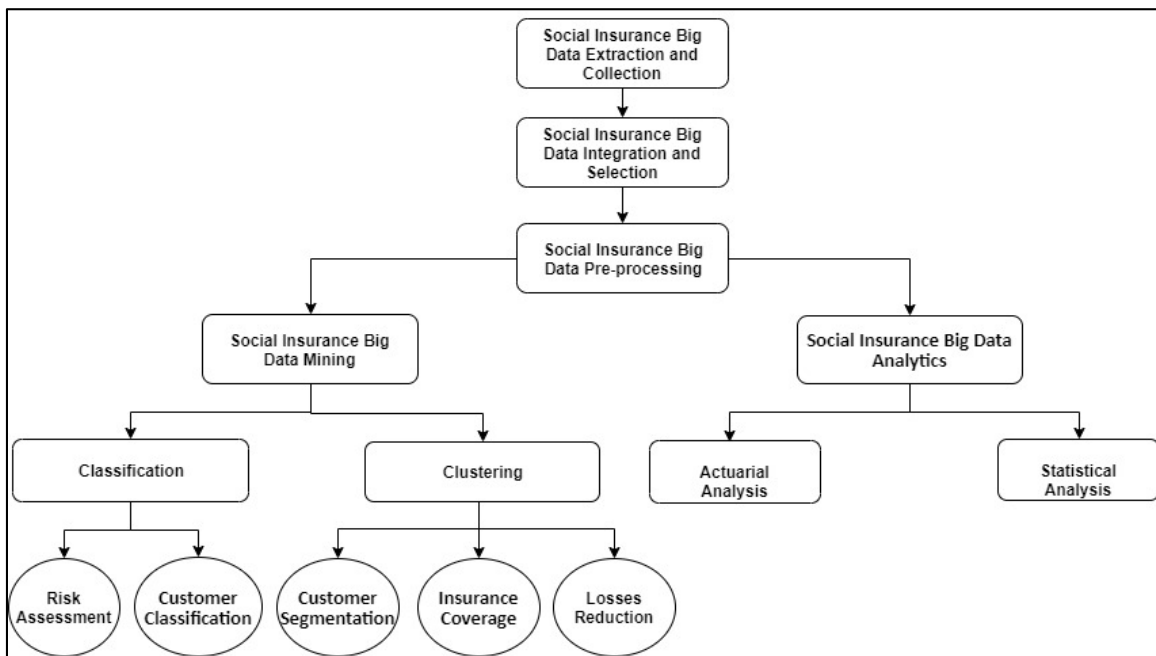 Social Insurance Big
Data Extraction and
Collection
Social Insurance Big
Data Integration and
Selection
Social Insurance Big
Data Pre-processing
Social Insurance Big
Data Mining
Social Insurance Big Data
Analytics
Classification
Clustering
Actuarial
Analysis
Statistical
Analysis
Risk
Assessment
Customer
Classification
Customer
Segmentation
Insurance
Coverage
Losses
Reduction